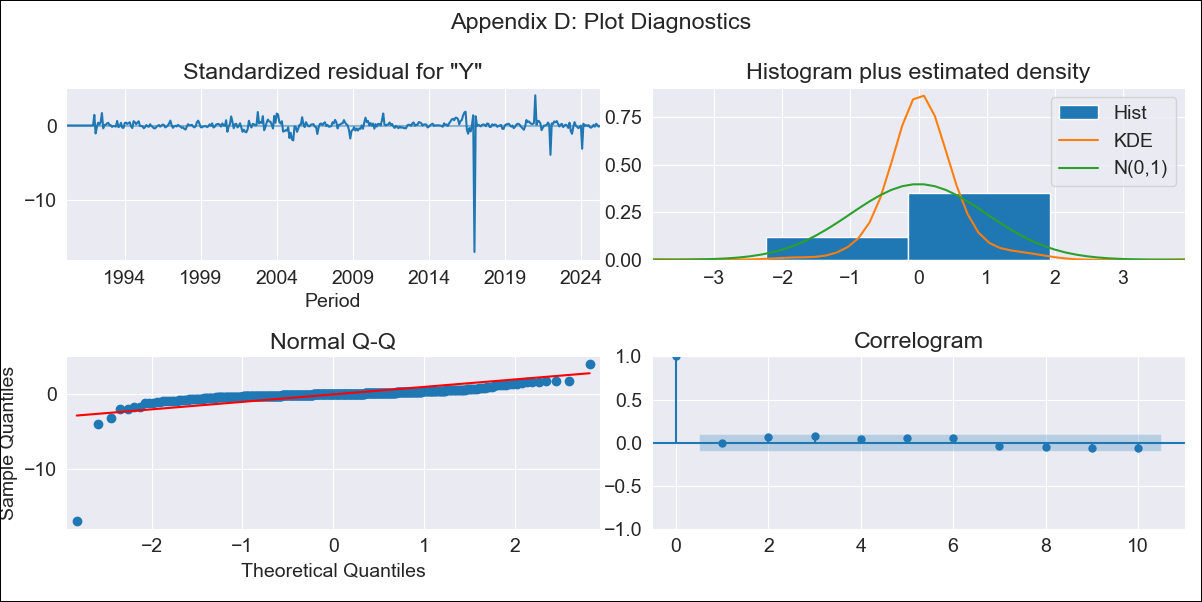 Appendix D: Plot Diagnostics
Standardized residual for "Y"
0
−10
1994 1999 2004 2009 2014 2019 2024
Period
Histogram plus estimated density
0.75
0.50
0.25
0.00
−3 −2 −1 0 1 2 3
Hist
KDE
N(0,1)
Normal Q-Q
Sample Quantiles
0
−10
−2 −1 0 1 2
Theoretical Quantiles
Correlogram
1.0
0.5
0.0
−0.5
−1.0
0 2 4 6 8 10